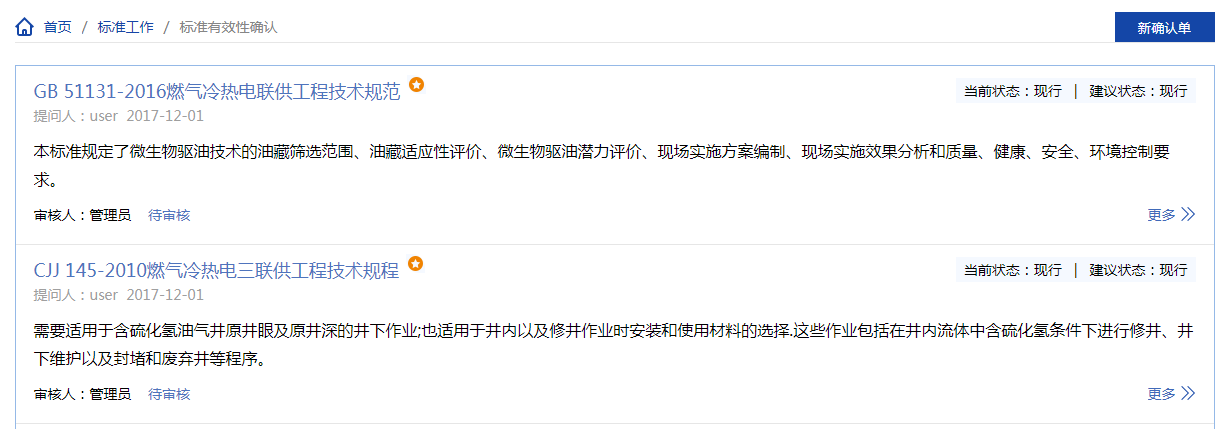 首页 / 标准工作 / 标准有效性确认
新确认单
GB 51131-2016燃气冷热电联供工程技术规范
当前状态：现行 | 建议状态：现行
提问人：user 2017-12-01
本标准规定了微生物驱油技术的油藏筛选范围、油藏适应性评价、微生物驱油潜力评价、现场实施方案编制、现场实施效果分析和质量、健康、安全、环境控制要
求。
审核人：管理员 待审核
更多
CJJ 145-2010燃气冷热电三联供工程技术规程
当前状态：现行 | 建议状态：现行
提问人：user 2017-12-01
需要适用于含硫化氢油气井原井眼及原井深的井下作业;也适用于井内以及修井作业时安装和使用材料的选择.这些作业包括在井内流体中含硫化氢条件下进行修井、井
下维护以及封堵和废弃井等程序。
审核人：管理员 待审核
更多